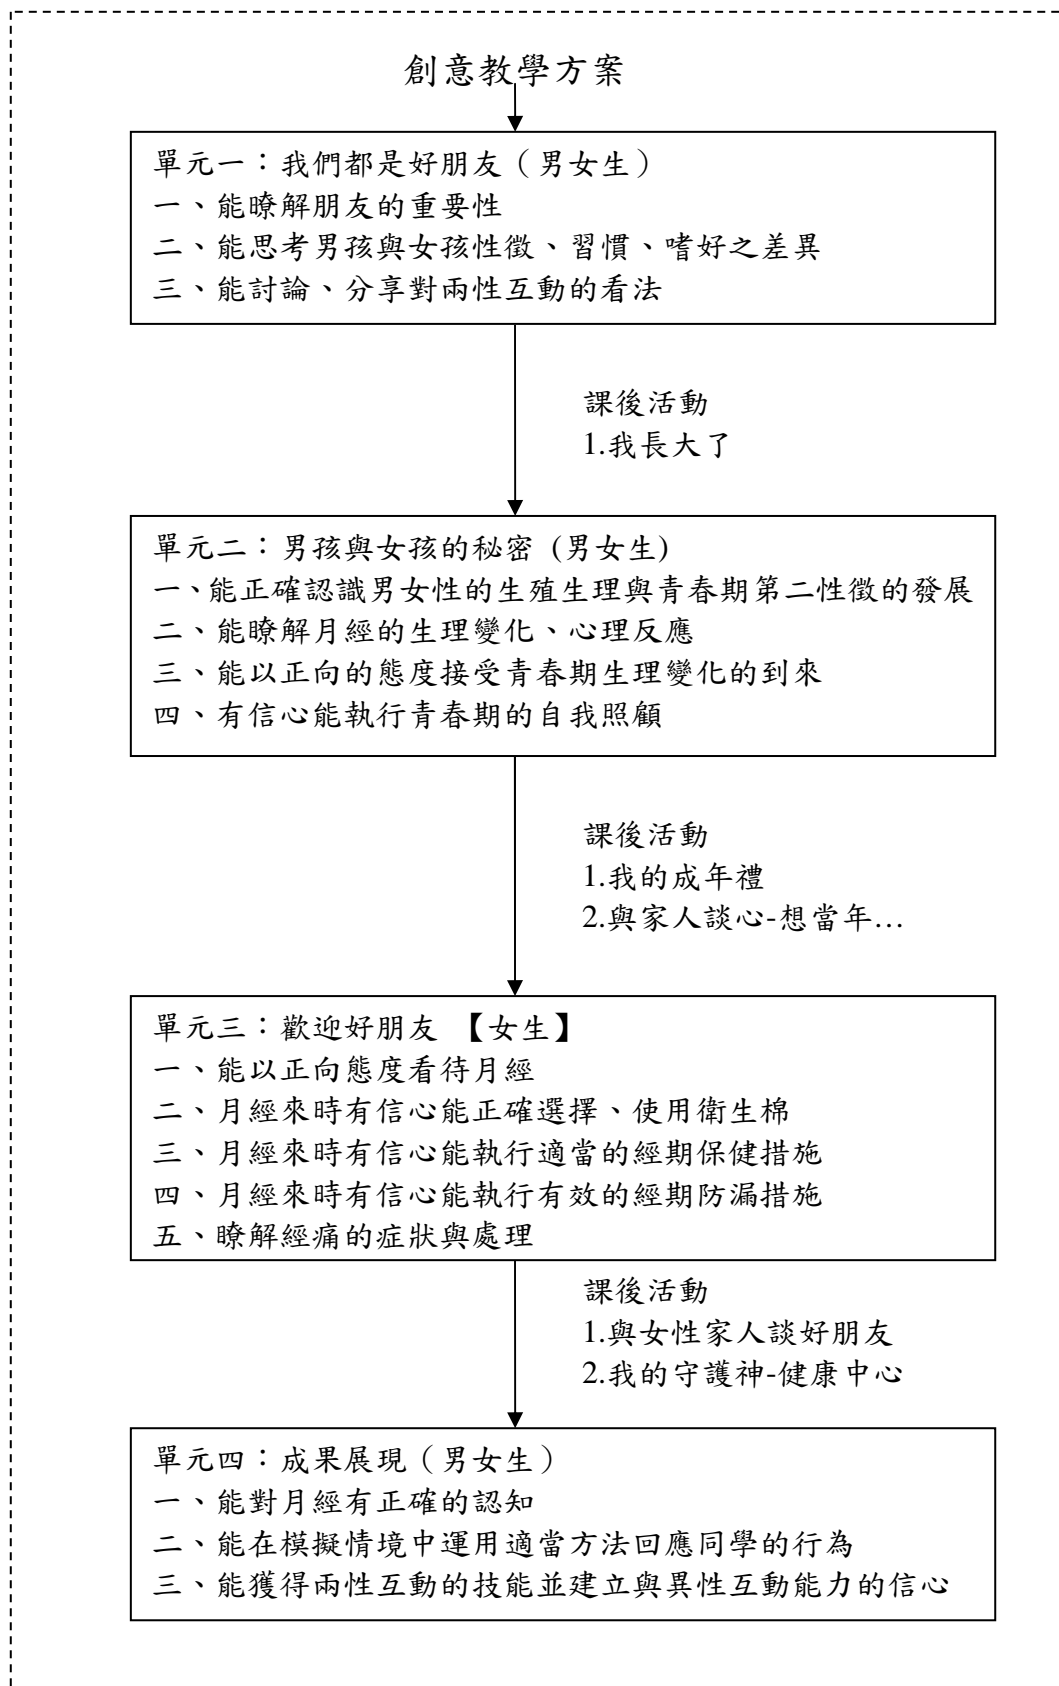 創意教學方案
單元一：我們都是好朋友（男女生）
一、能瞭解朋友的重要性
二、能思考男孩與女孩性徵、習慣、嗜好之差異
三、能討論、分享對兩性互動的看法
課後活動
1.我長大了
單元二：男孩與女孩的秘密 (男女生)
一、能正確認識男女性的生殖生理與青春期第二性徵的發展
二、能瞭解月經的生理變化、心理反應
三、能以正向的態度接受青春期生理變化的到來
四、有信心能執行青春期的自我照顧
課後活動
1.我的成年禮
2.與家人談心-想當年…
單元三：歡迎好朋友 【女生】
一、能以正向態度看待月經
二、月經來時有信心能正確選擇、使用衛生棉
三、月經來時有信心能執行適當的經期保健措施
四、月經來時有信心能執行有效的經期防漏措施
五、瞭解經痛的症狀與處理
課後活動
1.與女性家人談好朋友
2.我的守護神-健康中心
單元四：成果展現（男女生）
一、能對月經有正確的認知
二、能在模擬情境中運用適當方法回應同學的行為
三、能獲得兩性互動的技能並建立與異性互動能力的信心